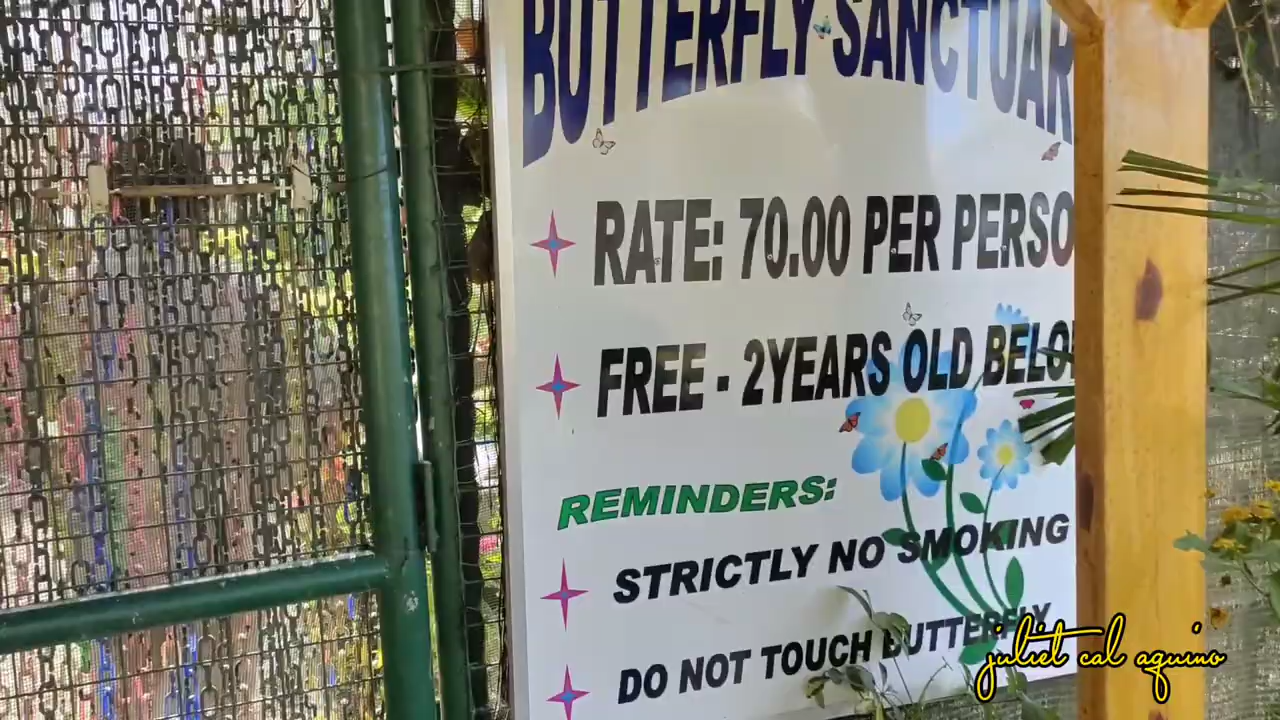 BUTTERFLY SANCTUAR
RATE: 70.00 PER PERSO
FREE - 2YEARS OLD BELO
REMINDERS:
STRICTLY NO SMOKING
DO NOT TOUCH BUTTERFLY
juliet cal aquino